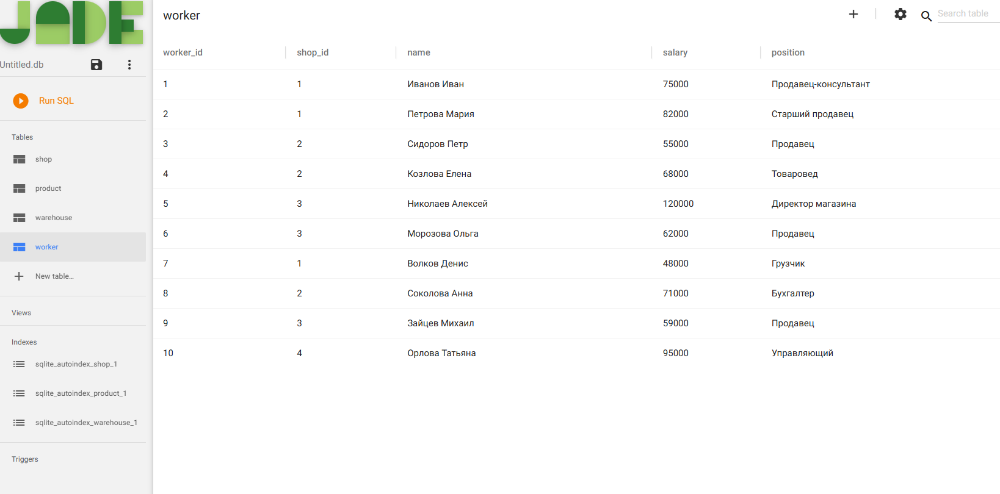 JADE
Untitled.db
Run SQL
Tables
shop
product
warehouse
worker
New table…
Views
Indexes
sqlite_autoindex_shop_1
sqlite_autoindex_product_1
sqlite_autoindex_warehouse_1
Triggers
worker
Search table
worker_id shop_id name salary position
1 1 Иванов Иван 75000 Продавец-консультант
2 1 Петрова Мария 82000 Старший продавец
3 2 Сидоров Петр 55000 Продавец
4 2 Козлова Елена 68000 Товаровед
5 3 Николаев Алексей 120000 Директор магазина
6 3 Морозова Ольга 62000 Продавец
7 1 Волков Денис 48000 Грузчик
8 2 Соколова Анна 71000 Бухгалтер
9 3 Зайцев Михаил 59000 Продавец
10 4 Орлова Татьяна 95000 Управляющий